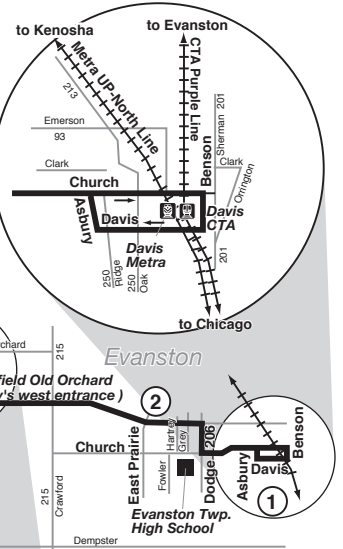 to Kenosha
to Evanston
Metra UP-North Line
CTA Purple Line
213
Emerson
93
Clark
Church
Asbury
Davis
Benson
Sherman 201
Clark
Orrington
Davis
CTA
Davis
Metra
250
Ridge
250
Oak
201
to Chicago
rchard
215
Evanston
field Old Orchard
y's west entrance )
2
Church
East Prairie
Hartrey
Grey
Fowler
Dodge 206
Asbury
Davis
Benson
1
215
Crawford
Evanston Twp.
High School
Dempster